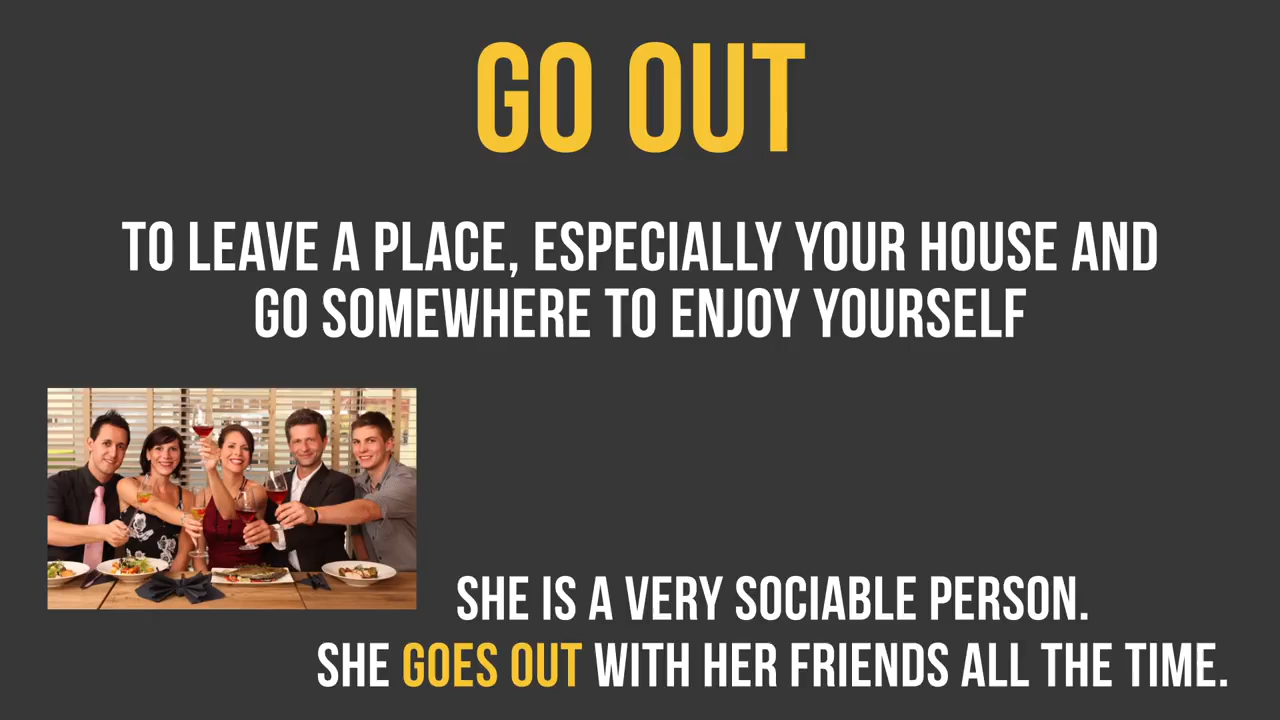 GO OUT
TO LEAVE A PLACE, ESPECIALLY YOUR HOUSE AND
GO SOMEWHERE TO ENJOY YOURSELF
SHE IS A VERY SOCIABLE PERSON.
SHE GOES OUT WITH HER FRIENDS ALL THE TIME.